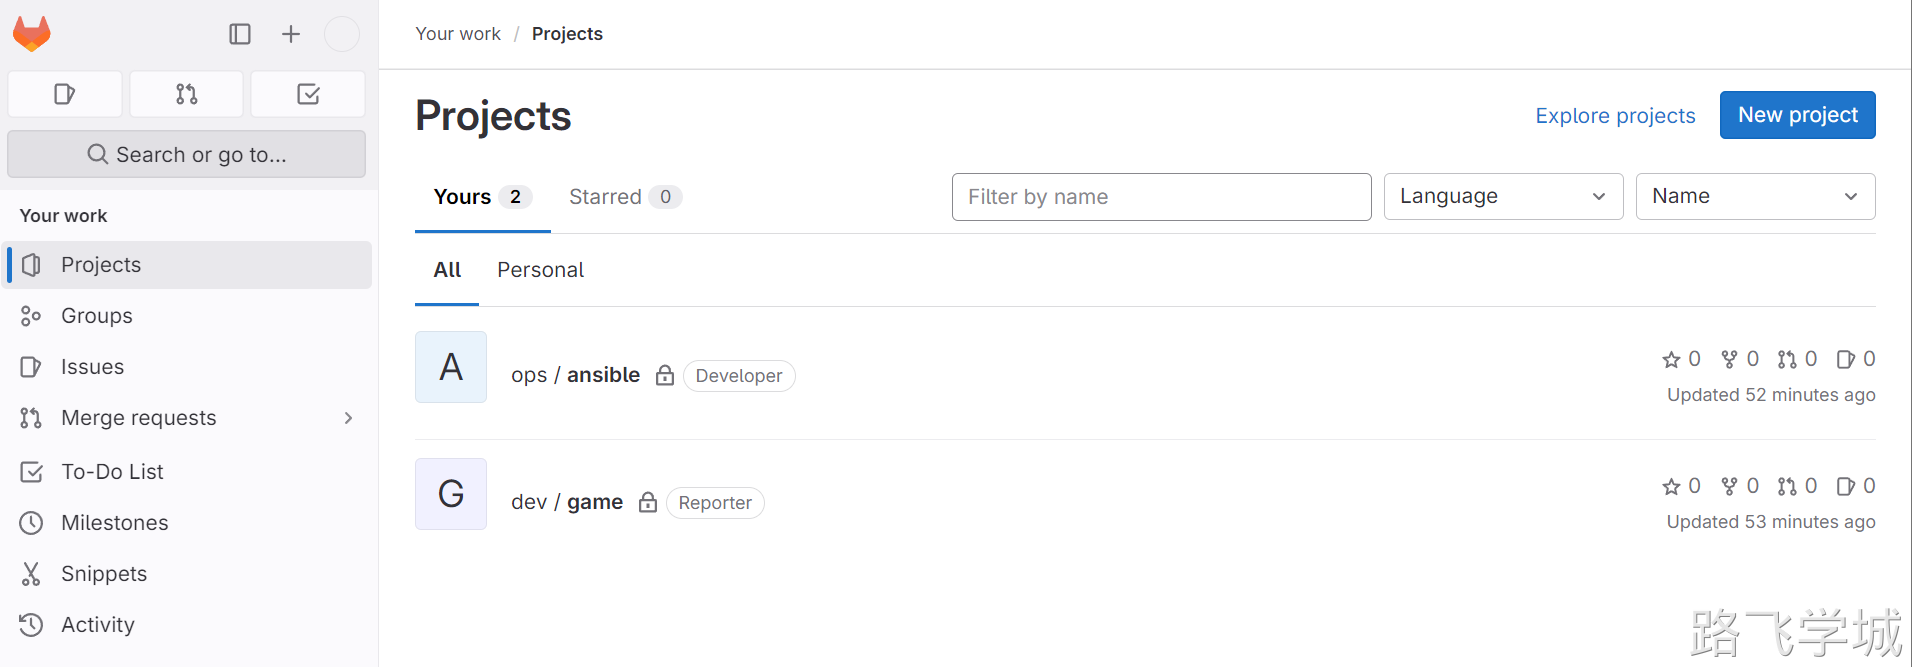 Your work / Projects
Search or go to...
Your work
Projects
Groups
Issues
Merge requests
To-Do List
Milestones
Snippets
Activity
Projects
Explore projects
New project
Yours 2
Starred 0
Filter by name
Language
Name
All
Personal
A
ops / ansible
Developer
0 0 0 0
Updated 52 minutes ago
G
dev / game
Reporter
0 0 0 0
Updated 53 minutes ago
路飞学城